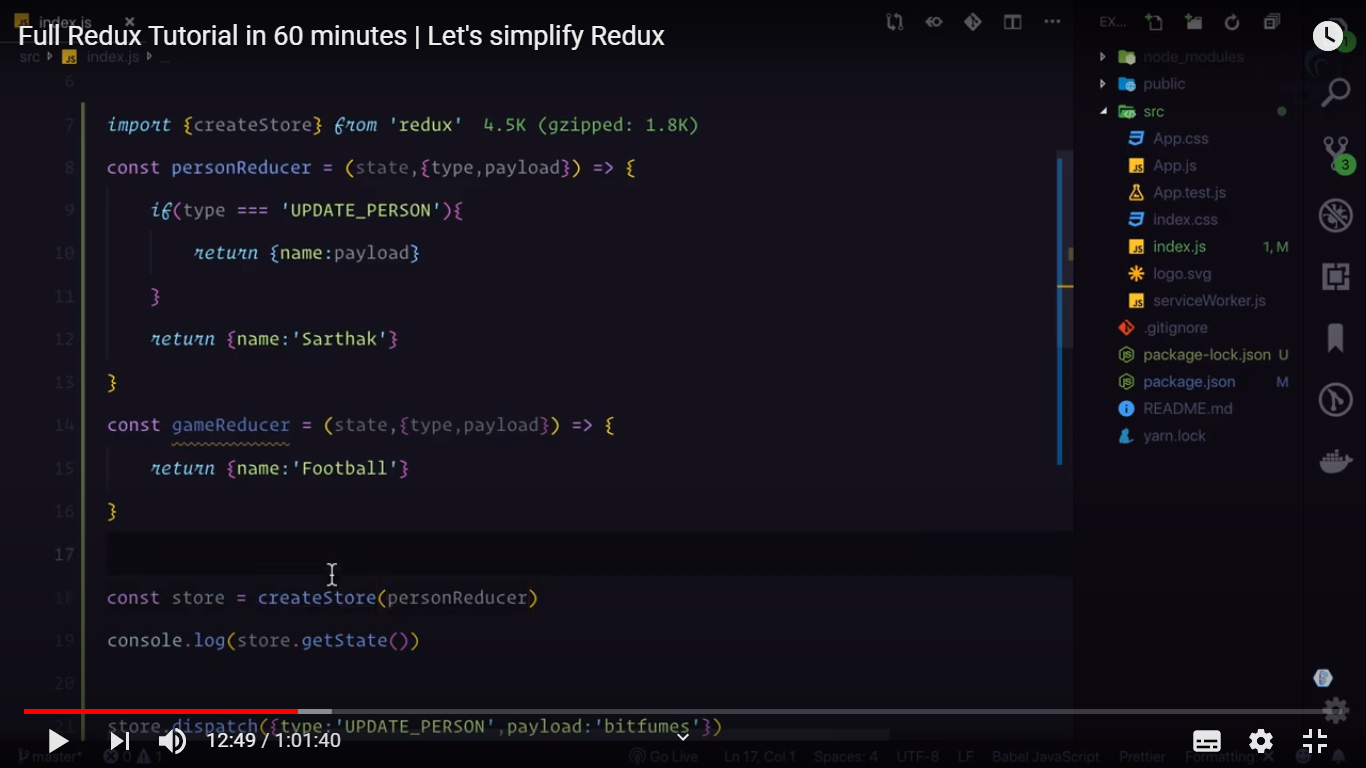 index.js
Full Redux Tutorial in 60 minutes | Let's simplify Redux
EX...
1
src index.js ...
6
7 import {createStore} from 'redux' 4.5K (gzipped: 1.8K)
8 const personReducer = (state,{type,payload}) => {
9 if(type === 'UPDATE_PERSON'){
10 return {name:payload}
11 }
12 return {name:'Sarthak'}
13 }
14 const gameReducer = (state,{type,payload}) => {
15 return {name:'Football'}
16 }
17
18 const store = createStore(personReducer)
19 console.log(store.getState())
20
21 store.dispatch({type:'UPDATE_PERSON',payload:'bitfumes'})
node_modules
public
src
App.css
JS App.js
App.test.js
index.css
JS index.js 1, M
logo.svg
JS serviceWorker.js
.gitignore
package-lock.json U
package.json M
README.md
yarn.lock
3
12:49 / 1:01:40
master* 0 1 Go Live Ln 17, Col 1 Spaces: 4 UTF-8 LF Babel JavaScript Prettier Formatting: X